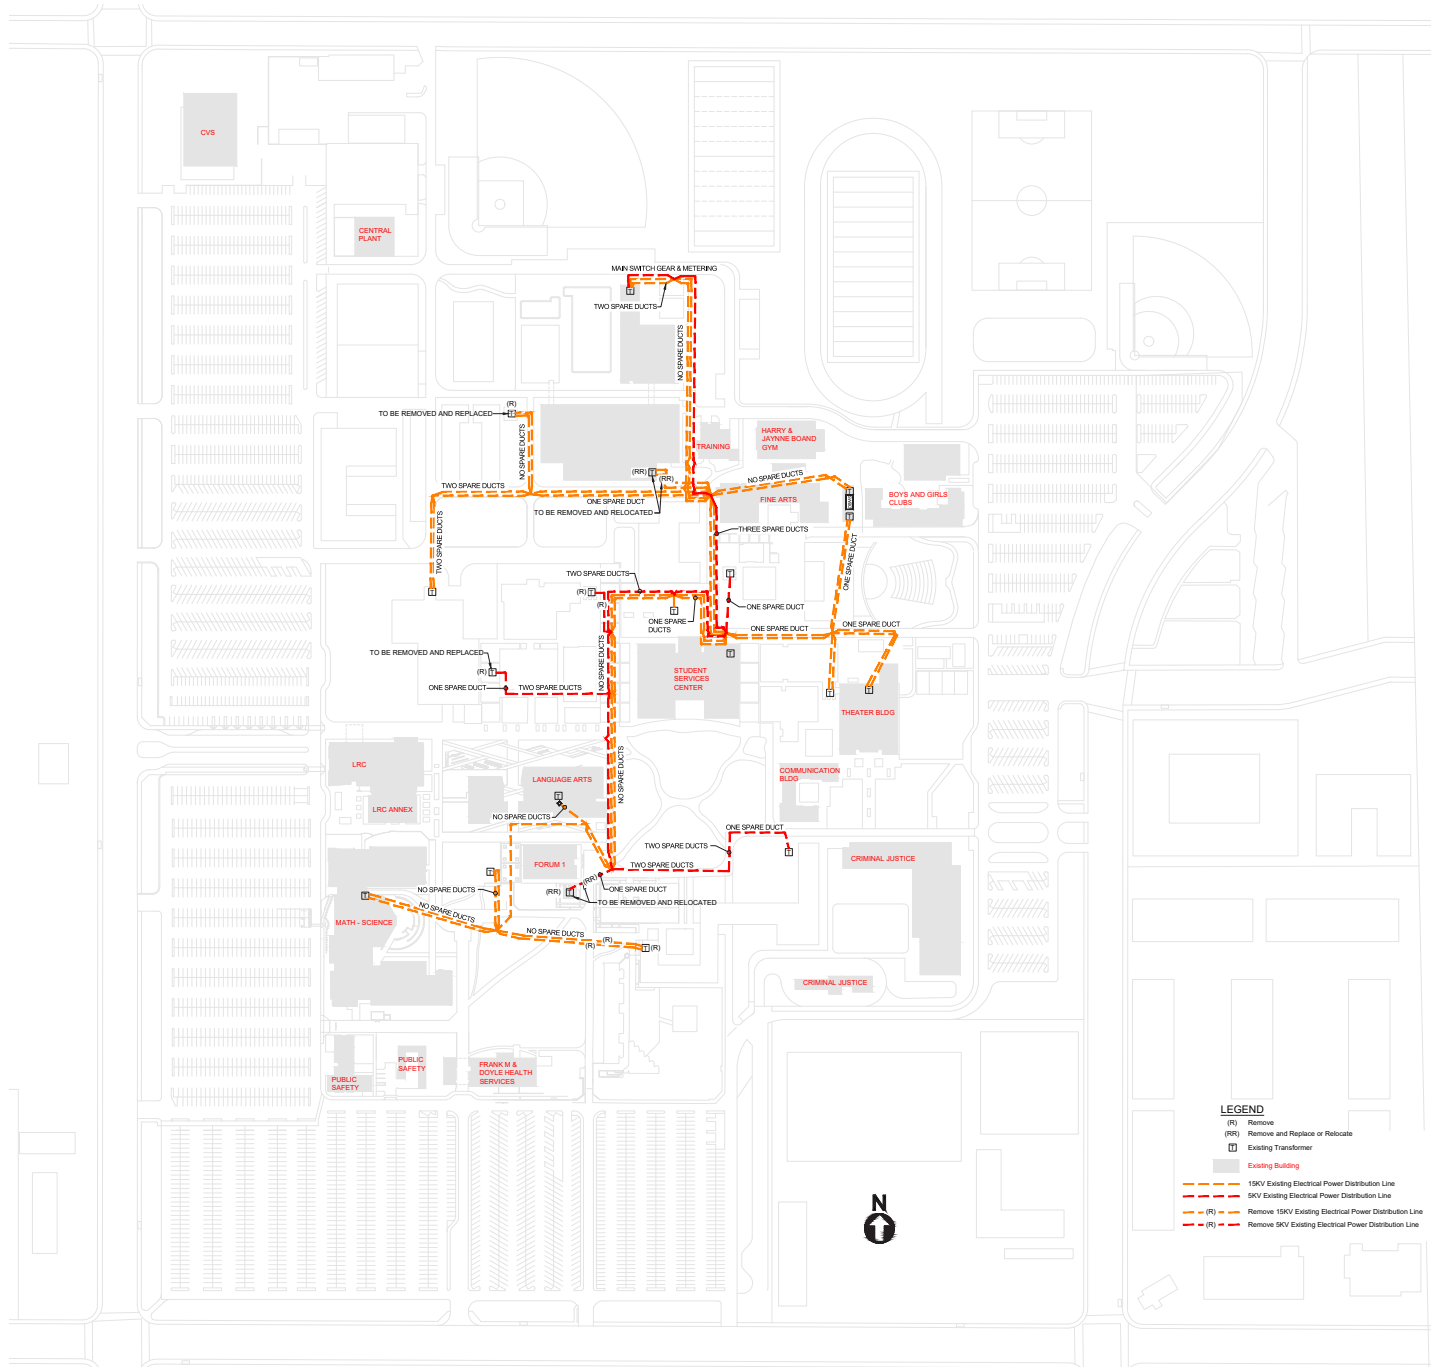 CVS
CENTRAL
PLANT
MAIN SWITCH GEAR & METERING
TWO SPARE DUCTS
NO SPARE DUCTS
(R)
TO BE REMOVED AND REPLACED
T
T
NO SPARE DUCTS
TRAINING
HARRY &
JAYNNE BOAND
GYM
(RR)
T
(RR)
NO SPARE DUCTS
TWO SPARE DUCTS
ONE SPARE DUCT
TO BE REMOVED AND RELOCATED
FINE ARTS
T
T
BOYS AND GIRLS
CLUBS
TWO SPARE DUCTS
THREE SPARE DUCTS
ONE SPARE DUCT
TWO SPARE DUCTS
T
T
(R)
T
(R)
T
ONE SPARE DUCT
ONE SPARE
DUCTS
ONE SPARE DUCT
ONE SPARE DUCT
NO SPARE DUCTS
TO BE REMOVED AND REPLACED
(R)
T
T
STUDENT
SERVICES
CENTER
ONE SPARE DUCT
TWO SPARE DUCTS
T
T
THEATER BLDG
LRC
LANGUAGE ARTS
NO SPARE DUCTS
COMMUNICATION
BLDG
T
LRC ANNEX
NO SPARE DUCTS
ONE SPARE DUCT
TWO SPARE DUCTS
T
CRIMINAL JUSTICE
FORUM 1
TWO SPARE DUCTS
T
(RR)
NO SPARE DUCTS
(RR)
T
ONE SPARE DUCT
TO BE REMOVED AND RELOCATED
T
NO SPARE DUCTS
MATH - SCIENCE
NO SPARE DUCTS
(R)
(R)
T
(R)
CRIMINAL JUSTICE
PUBLIC
SAFETY
PUBLIC
SAFETY
FRANK M &
DOYLE HEALTH
SERVICES
LEGEND
(R) Remove
(RR) Remove and Replace or Relocate
T Existing Transformer
Existing Building
15KV Existing Electrical Power Distribution Line
5KV Existing Electrical Power Distribution Line
(R) Remove 15KV Existing Electrical Power Distribution Line
(R) Remove 5KV Existing Electrical Power Distribution Line
N